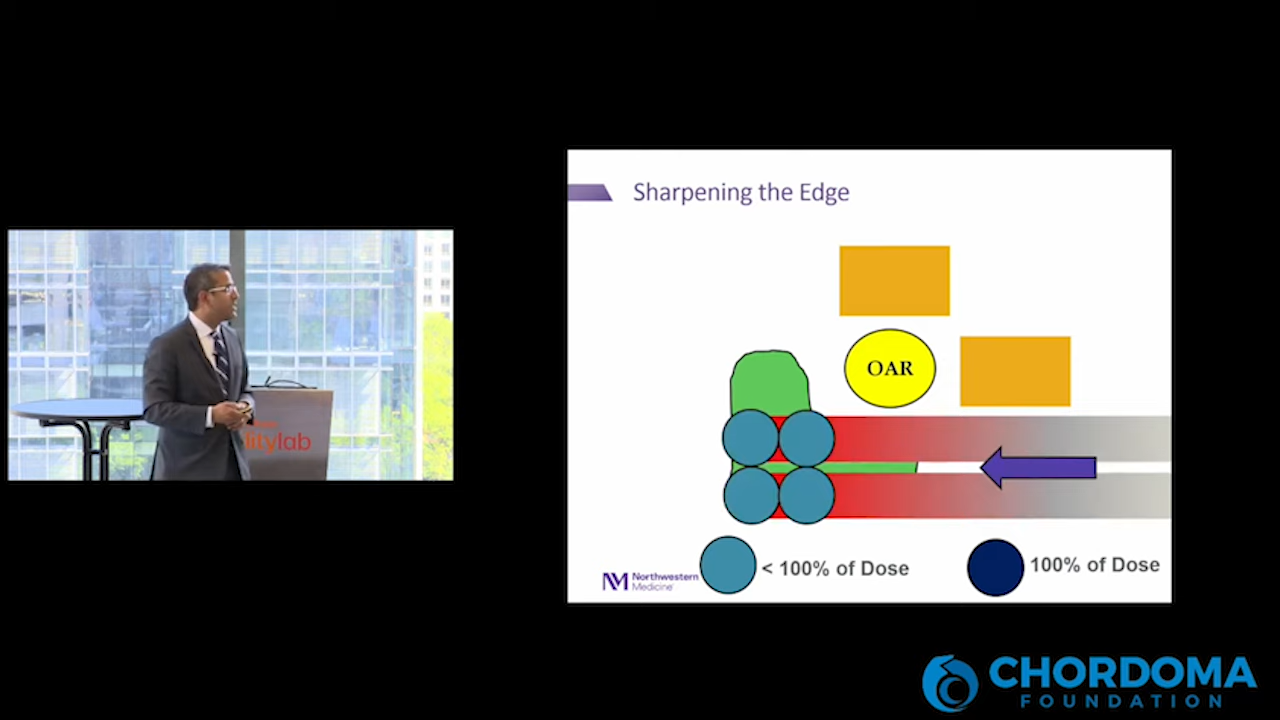 Sharpening the Edge
OAR
litylab
< 100% of Dose
100% of Dose
Northwestern
Medicine
CHORDOMA
FOUNDATION